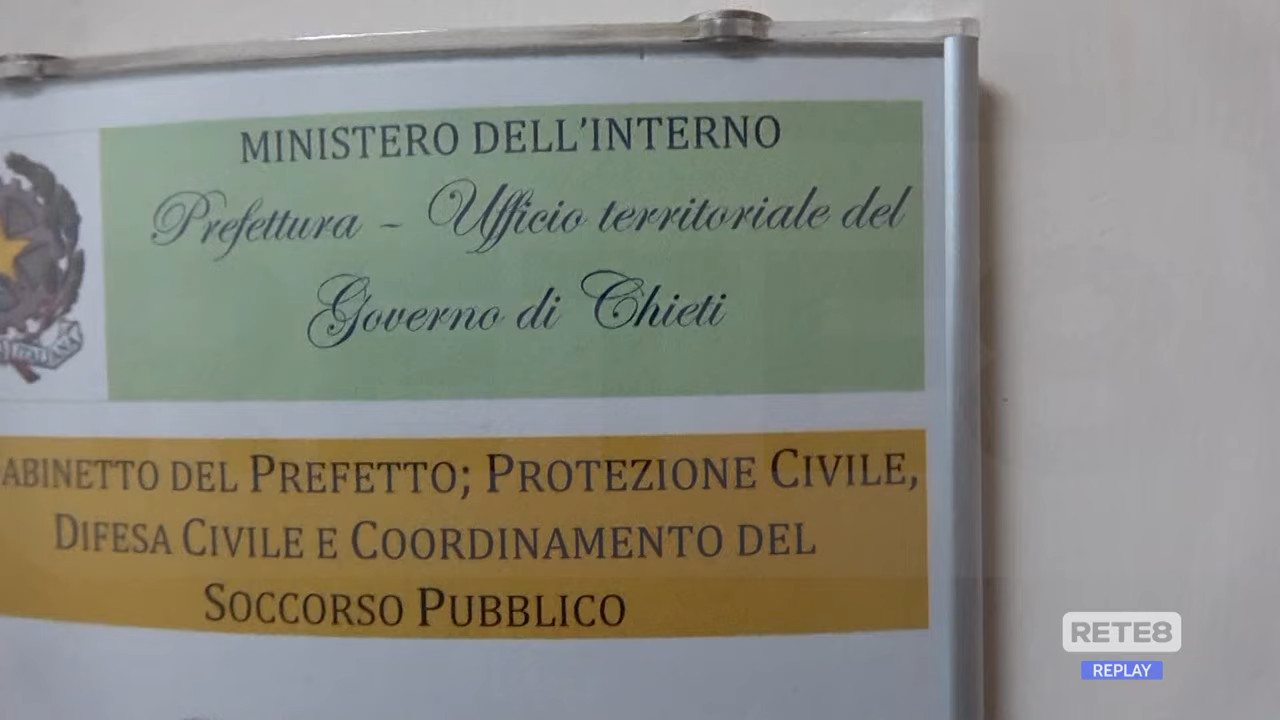 MINISTERO DELL'INTERNO
Prefettura - Ufficio territoriale del
Governo di Chieti
ABINETTO DEL PREFETTO; PROTEZIONE CIVILE,
DIFESA CIVILE E COORDINAMENTO DEL
SOCCORSO PUBBLICO
RETE8
REPLAY